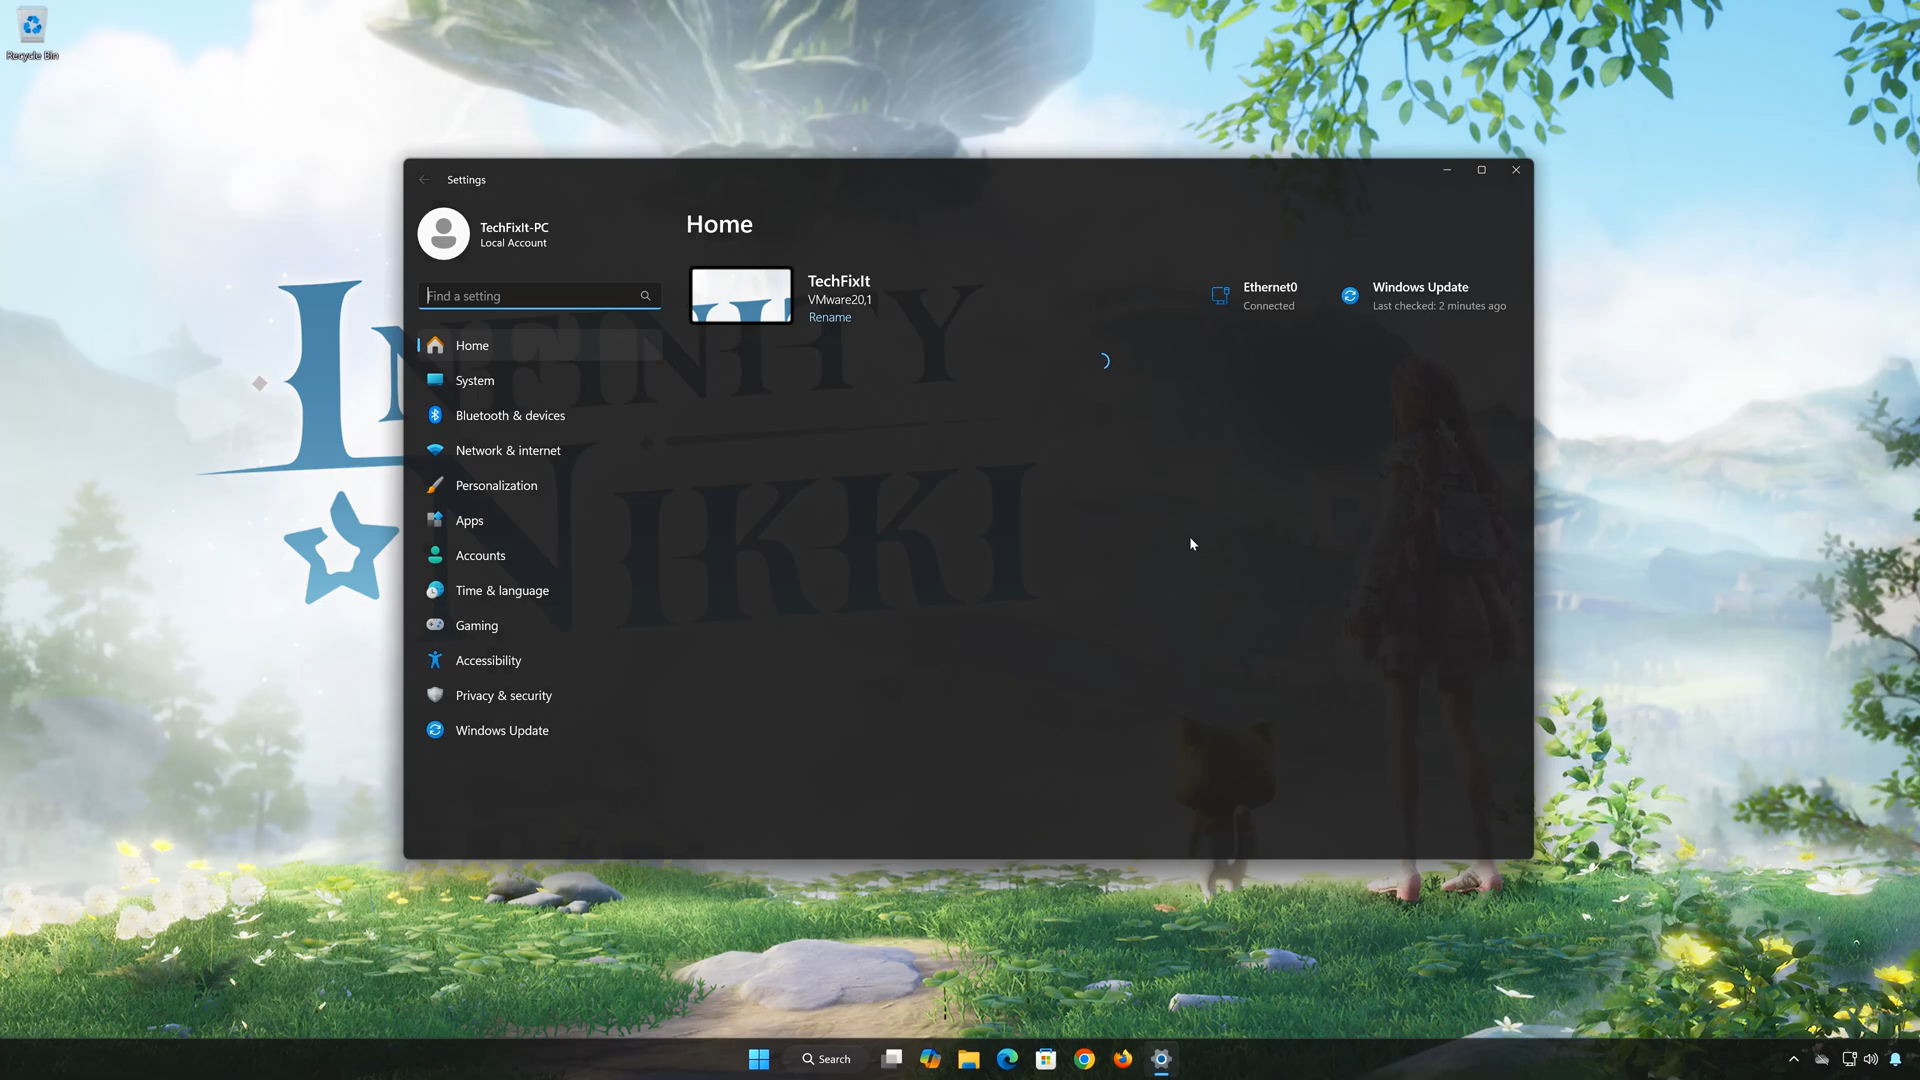 Recycle Bin
Settings
TechFixIt-PC
Local Account
Find a setting
Home
System
Bluetooth & devices
Network & internet
Personalization
Apps
Accounts
Time & language
Gaming
Accessibility
Privacy & security
Windows Update
Home
TechFixIt
VMware20,1
Rename
Ethernet0
Connected
Windows Update
Last checked: 2 minutes ago
INFINITY
NIKKI
Search